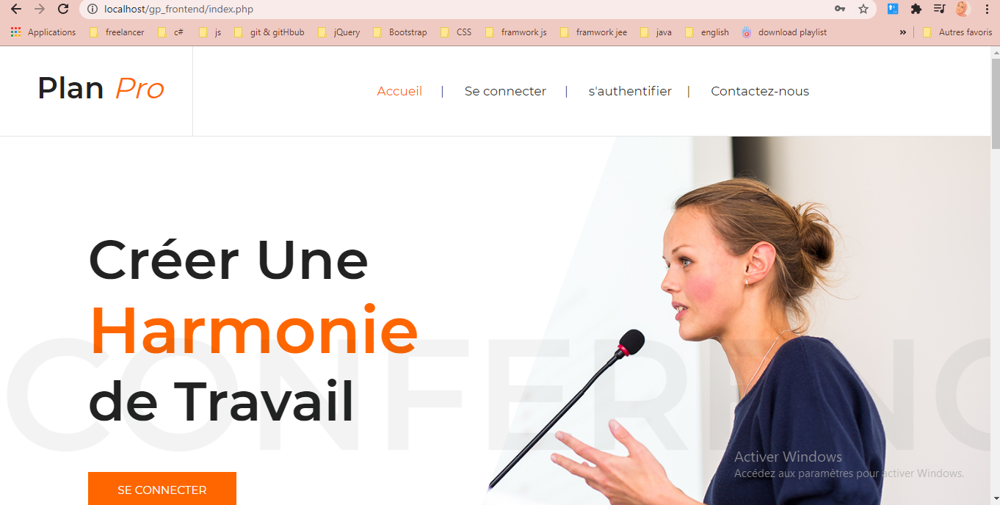 localhost/gp_frontend/index.php
Applications freelancer c# js git & gitHbub jQuery Bootstrap CSS framwork js framwork jee java english download playlist » Autres favoris
Plan Pro
Accueil | Se connecter | s'authentifier | Contactez-nous
Créer Une
Harmonie
CONFERENC
de Travail
Activer Windows
Accédez aux paramètres pour activer Windows.
SE CONNECTER